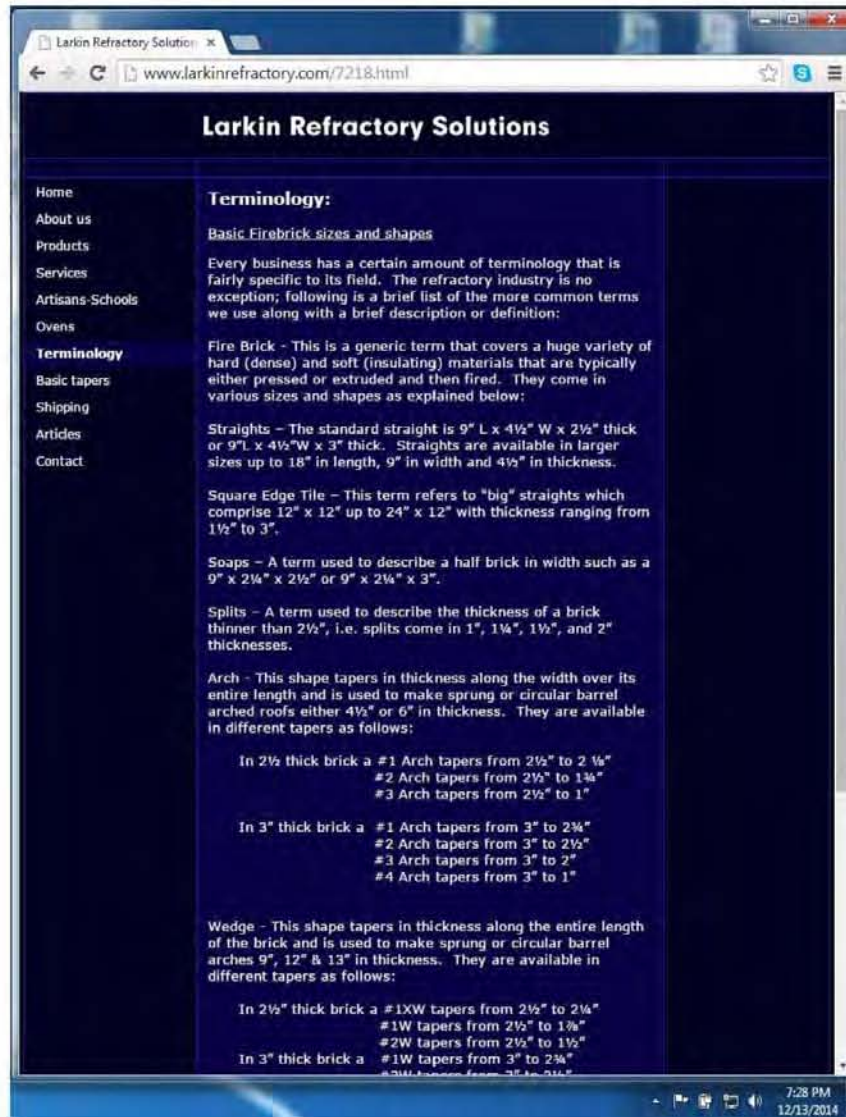 Larkin Refractory Solution
www.larkinrefractory.com/7218.html
Larkin Refractory Solutions
Home
About us
Products
Services
Artisans-Schools
Ovens
Terminology
Basic tapers
Shipping
Articles
Contact
Terminology:
Basic Firebrick sizes and shapes
Every business has a certain amount of terminology that is
fairly specific to its field. The refractory industry is no
exception; following is a brief list of the more common terms
we use along with a brief description or definition:
Fire Brick - This is a generic term that covers a huge variety of
hard (dense) and soft (insulating) materials that are typically
either pressed or extruded and then fired. They come in
various sizes and shapes as explained below:
Straights – The standard straight is 9" L x 4½" W x 2½" thick
or 9"L x 4½"W x 3" thick. Straights are available in larger
sizes up to 18" in length, 9" in width and 4½" in thickness.
Square Edge Tile – This term refers to "big" straights which
comprise 12" x 12" up to 24" x 12" with thickness ranging from
1½" to 3".
Soaps – A term used to describe a half brick in width such as a
9" x 2¼" x 2½" or 9" x 2¼" x 3".
Splits – A term used to describe the thickness of a brick
thinner than 2½", i.e. splits come in 1", 1¼", 1½", and 2"
thicknesses.
Arch - This shape tapers in thickness along the width over its
entire length and is used to make sprung or circular barrel
arched roofs either 4½" or 6" in thickness. They are available
in different tapers as follows:
In 2½ thick brick a #1 Arch tapers from 2½" to 2 ⅛"
#2 Arch tapers from 2½" to 1¾"
#3 Arch tapers from 2½" to 1"
In 3" thick brick a #1 Arch tapers from 3" to 2¾"
#2 Arch tapers from 3" to 2½"
#3 Arch tapers from 3" to 2"
#4 Arch tapers from 3" to 1"
Wedge - This shape tapers in thickness along the entire length
of the brick and is used to make sprung or circular barrel
arches 9", 12" & 13" in thickness. They are available in
different tapers as follows:
In 2½" thick brick a #1XW tapers from 2½" to 2¼"
#1W tapers from 2½" to 1⅞"
#2W tapers from 2½" to 1½"
In 3" thick brick a #1W tapers from 3" to 2¾"
#2W tapers from 3" to 2½"
7:28 PM
12/13/2014